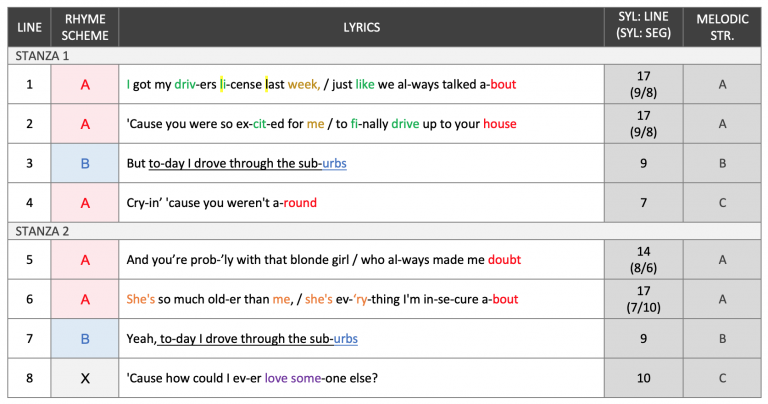 LINE RHYME SCHEME LYRICS SYL: LINE (SYL: SEG) MELODIC STR.
STANZA 1
1 A I got my driv-ers li-cense last week, / just like we al-ways talked a-bout 17 (9/8) A
2 A 'Cause you were so ex-cit-ed for me / to fi-nally drive up to your house 17 (9/8) A
3 B But to-day I drove through the sub-urbs 9 B
4 A Cry-in' 'cause you weren't a-round 7 C
STANZA 2
5 A And you're prob-'ly with that blonde girl / who al-ways made me doubt 14 (8/6) A
6 A She's so much old-er than me, / she's ev-'ry-thing I'm in-se-cure a-bout 17 (7/10) A
7 B Yeah, to-day I drove through the sub-urbs 9 B
8 X 'Cause how could I ev-er love some-one else? 10 C